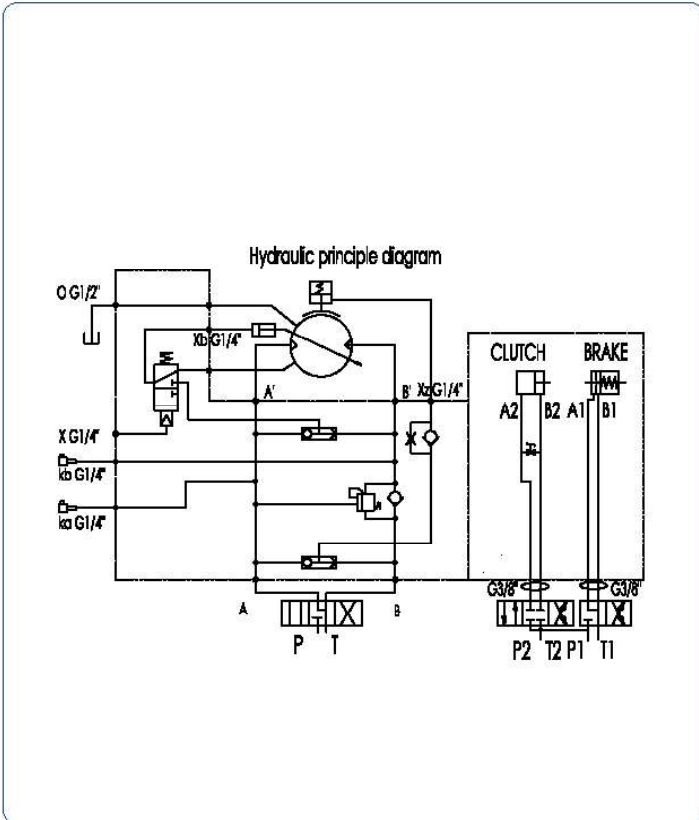 Hydraulic principle diagram
O G1/2"
Xb G1/4"
CLUTCH BRAKE
A' B' Xz G1/4"
A2 B2 A1 B1
X G1/4"
kb G1/4"
ka G1/4"
G3/8" G3/8"
A B
P T
P2 T2 P1 T1